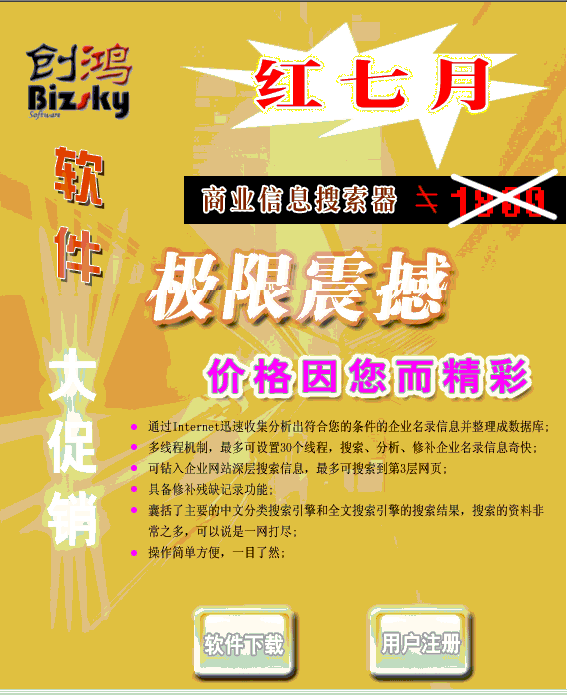 创鸿
Bizsky
Software
红七月
软件
商业信息搜索器 ¥ 1800
极限震撼
大促销
价格因您而精彩
通过Internet迅速收集分析出符合您的条件的企业名录信息并整理成数据库;
多线程机制，最多可设置30个线程，搜索、分析、修补企业名录信息奇快;
可钻入企业网站深层搜索信息，最多可搜索到第3层网页;
具备修补残缺记录功能;
囊括了主要的中文分类搜索引擎和全文搜索引擎的搜索结果，搜索的资料非
常之多，可以说是一网打尽;
操作简单方便，一目了然;
软件下载
用户注册